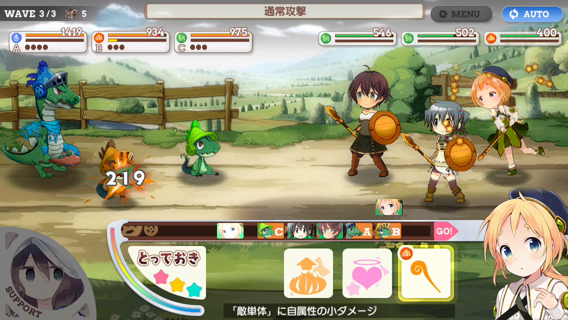 WAVE 3/3 5
通常攻撃
MENU
AUTO
1419
934
975
A
B
C
546
502
400
219
C A B GO!
とっておき
SUPPORT
「敵単体」に自属性の小ダメージ